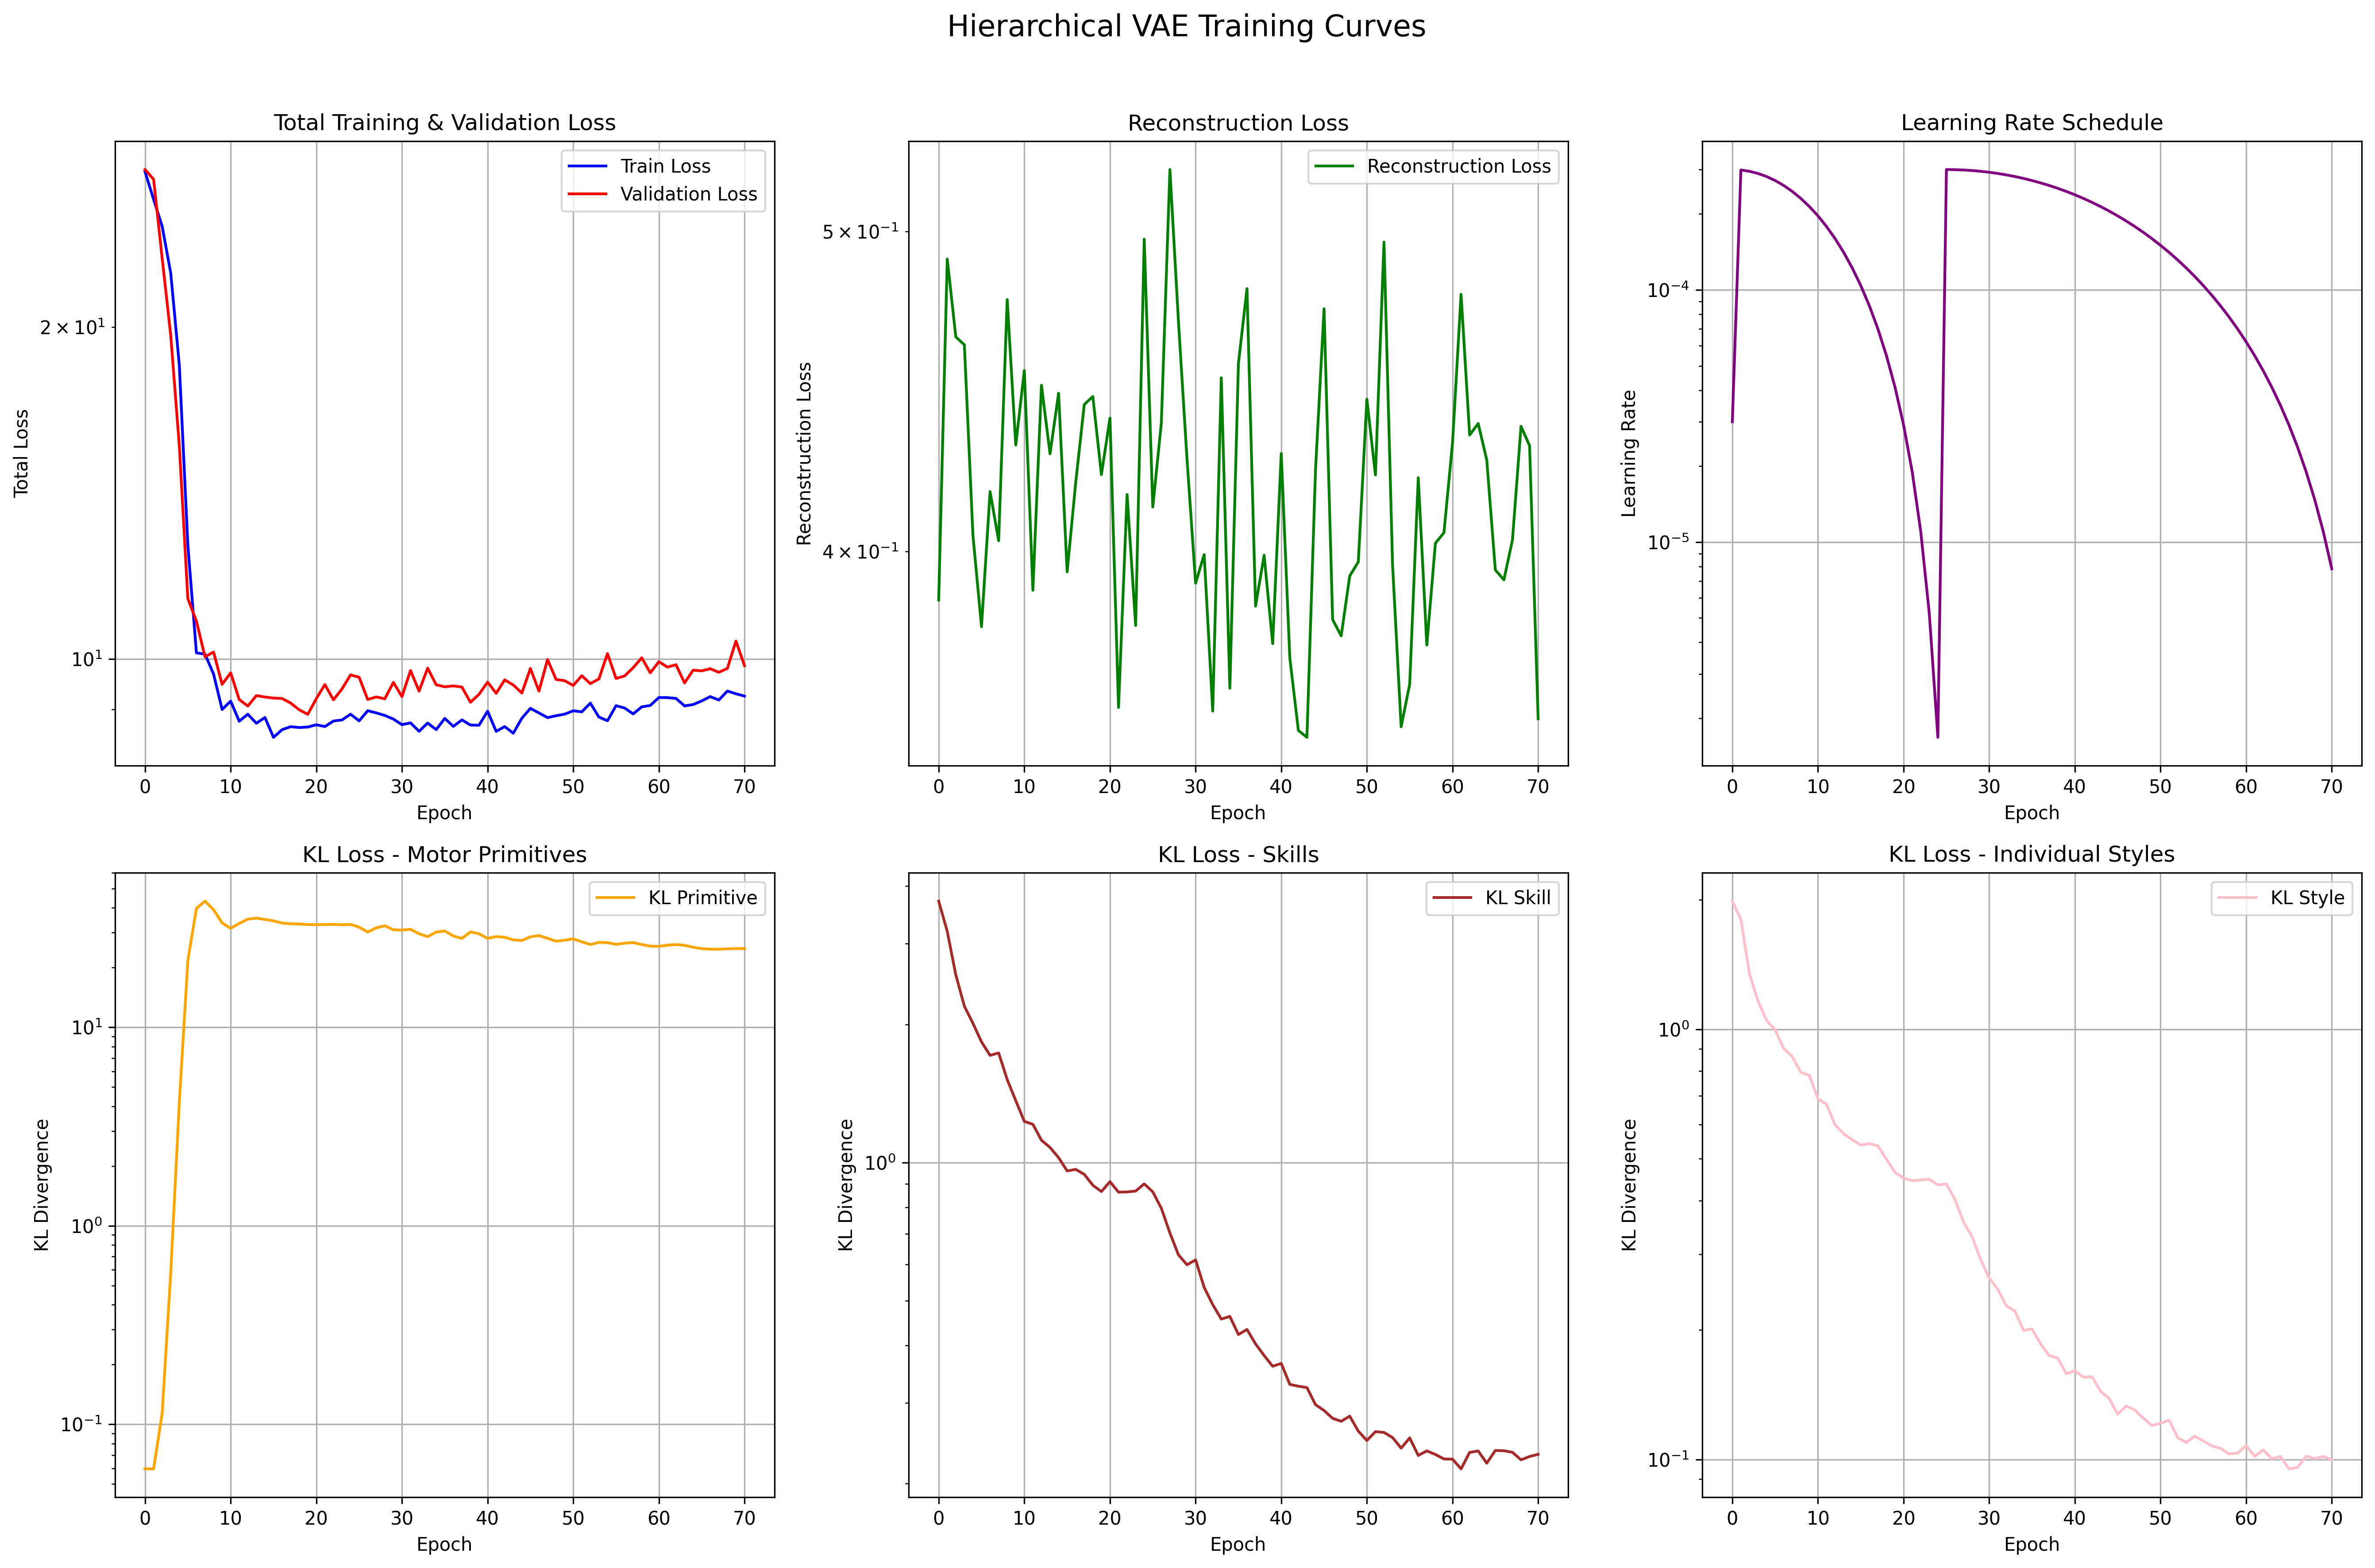 Hierarchical VAE Training Curves
Total Training & Validation Loss
Train Loss
Validation Loss
Total Loss
2 × 10¹
10¹
0 10 20 30 40 50 60 70
Epoch
Reconstruction Loss
Reconstruction Loss
Reconstruction Loss
5 × 10⁻¹
4 × 10⁻¹
0 10 20 30 40 50 60 70
Epoch
Learning Rate Schedule
Learning Rate
10⁻⁴
10⁻⁵
0 10 20 30 40 50 60 70
Epoch
KL Loss - Motor Primitives
KL Primitive
KL Divergence
10¹
10⁰
10⁻¹
0 10 20 30 40 50 60 70
Epoch
KL Loss - Skills
KL Skill
KL Divergence
10⁰
0 10 20 30 40 50 60 70
Epoch
KL Loss - Individual Styles
KL Style
KL Divergence
10⁰
10⁻¹
0 10 20 30 40 50 60 70
Epoch